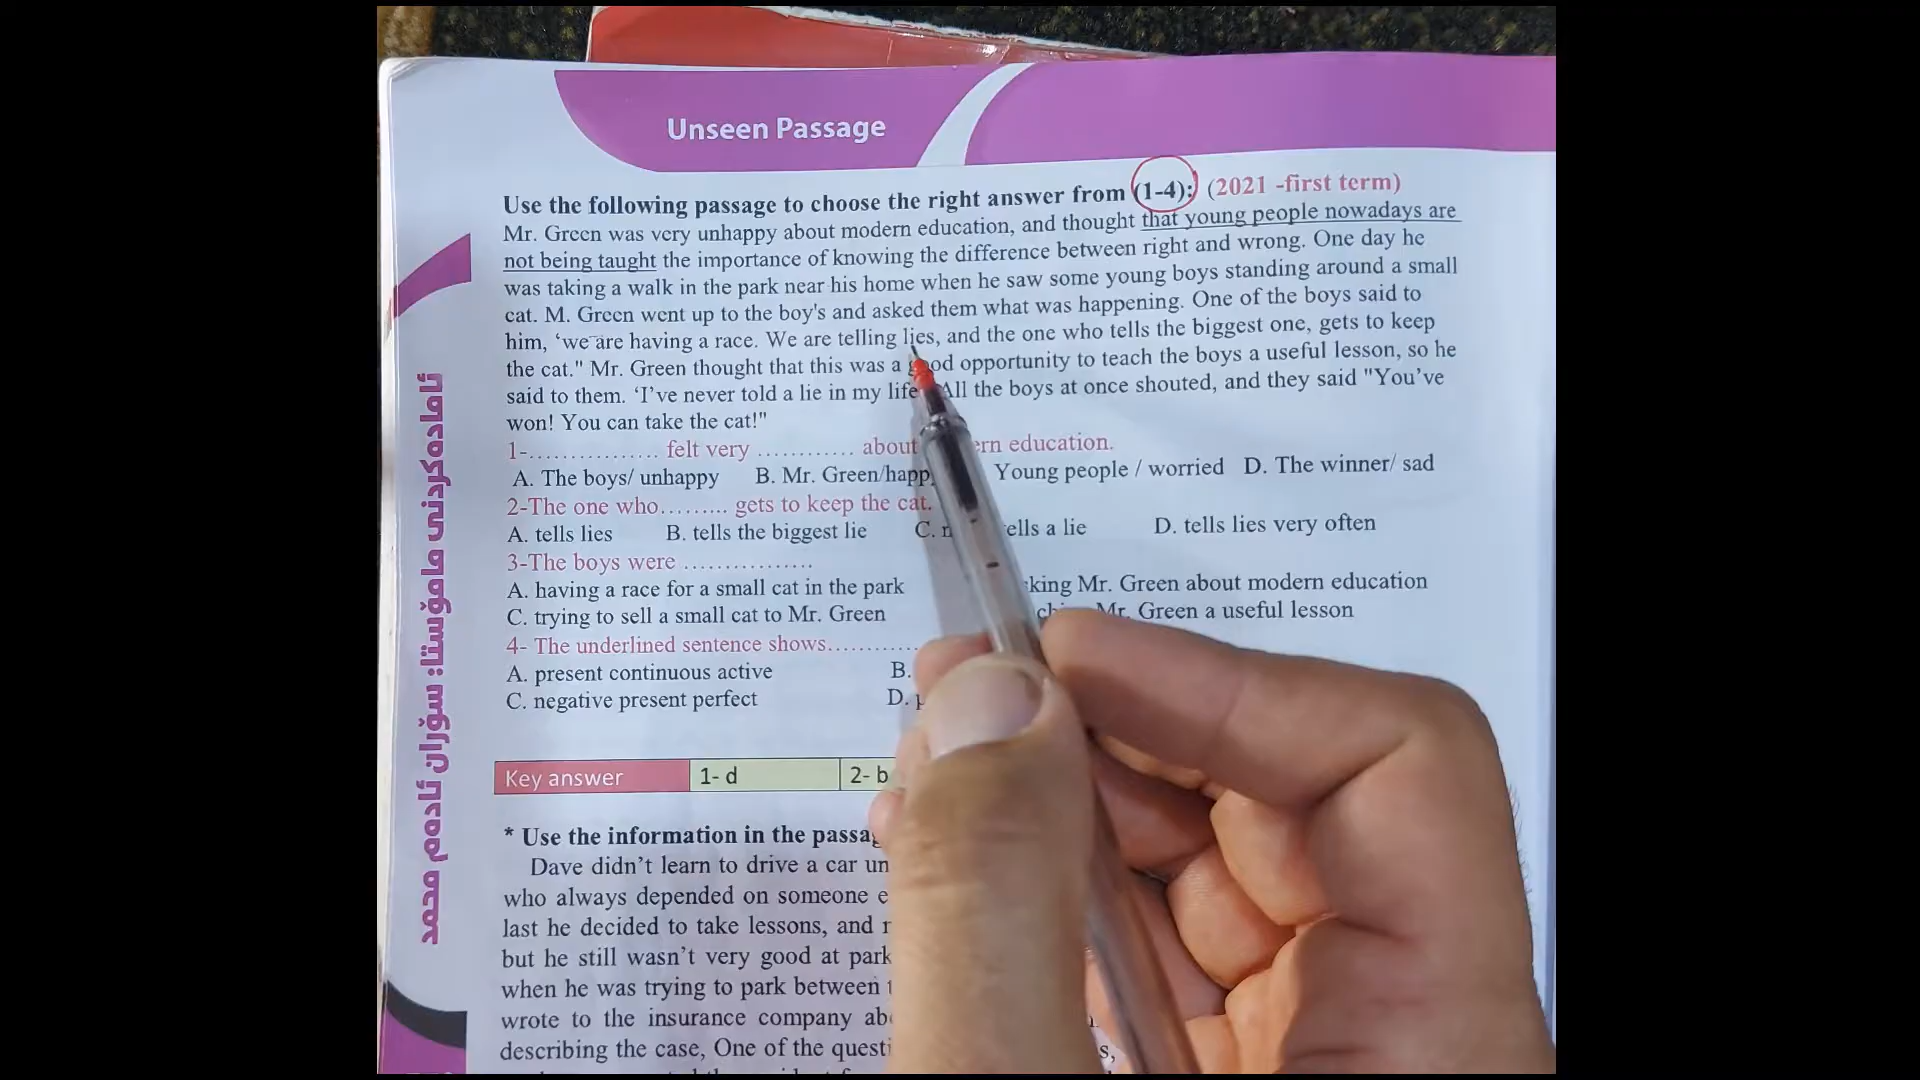 Unseen Passage
Use the following passage to choose the right answer from (1-4): (2021 -first term)
Mr. Green was very unhappy about modern education, and thought that young people nowadays are
not being taught the importance of knowing the difference between right and wrong. One day he
was taking a walk in the park near his home when he saw some young boys standing around a small
cat. M. Green went up to the boy's and asked them what was happening. One of the boys said to
him, ‘we are having a race. We are telling lies, and the one who tells the biggest one, gets to keep
the cat." Mr. Green thought that this was a opportunity to teach the boys a useful lesson, so he
said to them. ‘I’ve never told a lie in my life All the boys at once shouted, and they said "You’ve
won! You can take the cat!"
1-................ felt very ............ about education.
A. The boys/ unhappy B. Mr. Young people / worried D. The winner/ sad
2-The one who......... gets to keep the cat.
A. tells lies B. tells the biggest lie C. a lie D. tells lies very often
3-The boys were ................
A. having a race for a small cat in the park Mr. Green about modern education
C. trying to sell a small cat to Mr. Green Mr. Green a useful lesson
4- The underlined sentence shows............
A. present continuous active B.
C. negative present perfect D.
Key answer 1- d 2- b
* Use the information in the
Dave didn’t learn to drive a car
who always depended on someone
last he decided to take lessons, and
but he still wasn’t very good at
when he was trying to park between
wrote to the insurance company
describing the case, One of the
ئامادەکردنی مامۆستا: سۆران ئادەم محمد